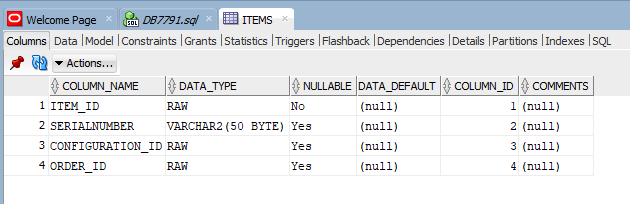 Welcome Page DB7791.sql ITEMS
Columns Data Model Constraints Grants Statistics Triggers Flashback Dependencies Details Partitions Indexes SQL
Actions...
COLUMN_NAME DATA_TYPE NULLABLE DATA_DEFAULT COLUMN_ID COMMENTS
1 ITEM_ID RAW No (null) 1 (null)
2 SERIALNUMBER VARCHAR2(50 BYTE) Yes (null) 2 (null)
3 CONFIGURATION_ID RAW Yes (null) 3 (null)
4 ORDER_ID RAW Yes (null) 4 (null)